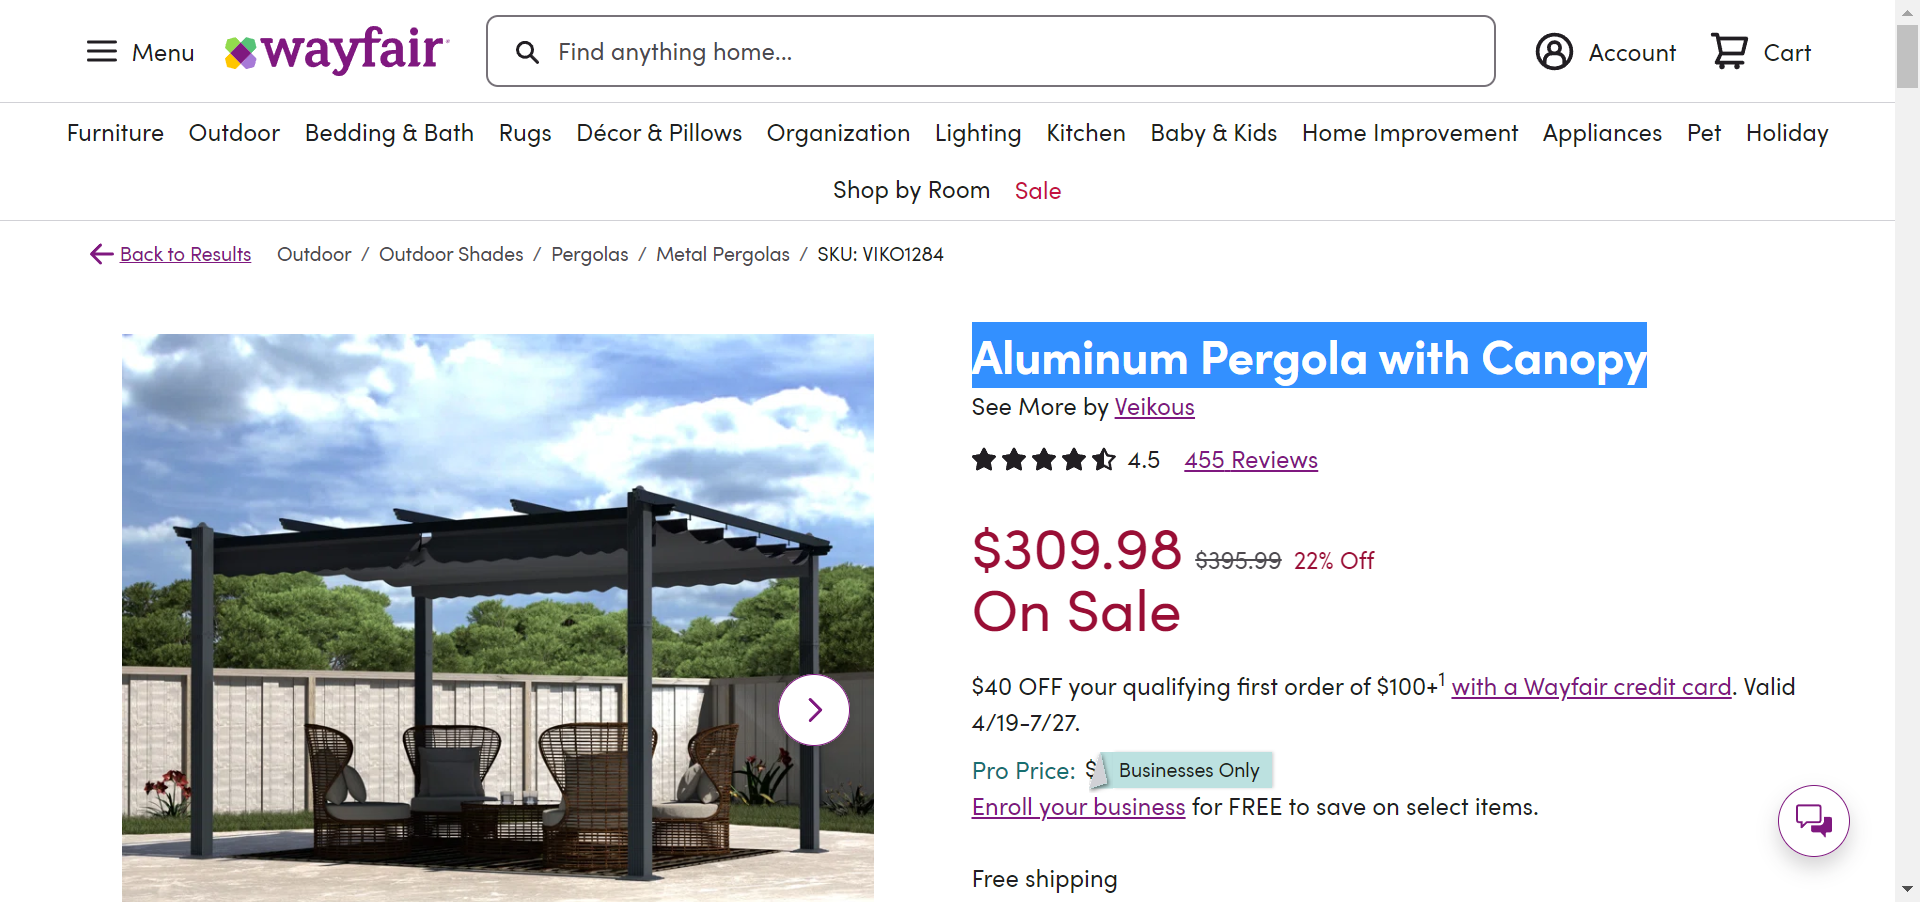 Menu
wayfair
Find anything home...
Account
Cart
Furniture Outdoor Bedding & Bath Rugs Décor & Pillows Organization Lighting Kitchen Baby & Kids Home Improvement Appliances Pet Holiday
Shop by Room Sale
Back to Results Outdoor / Outdoor Shades / Pergolas / Metal Pergolas / SKU: VIKO1284
Aluminum Pergola with Canopy
See More by Veikous
4.5 455 Reviews
$309.98 $395.99 22% Off
On Sale
$40 OFF your qualifying first order of $100+1 with a Wayfair credit card. Valid
4/19-7/27.
Pro Price: $ Businesses Only
Enroll your business for FREE to save on select items.
Free shipping